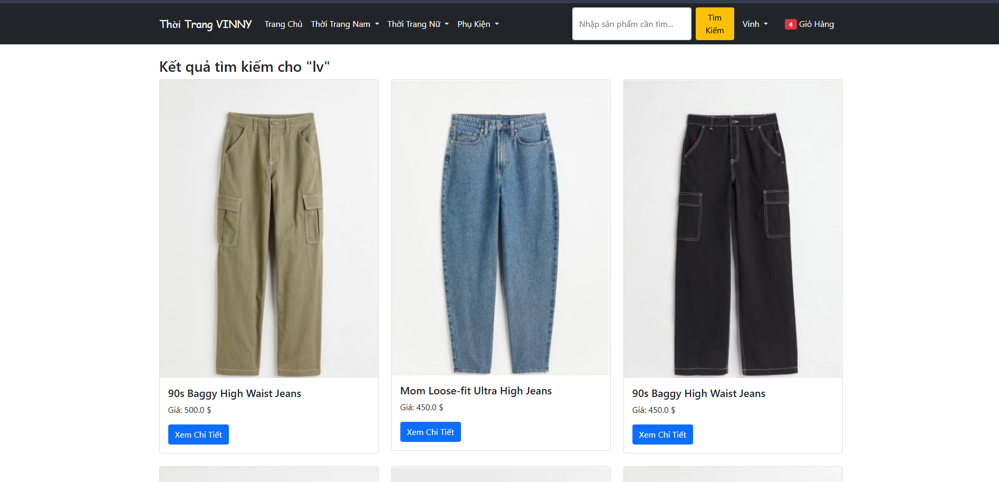 Thời Trang VINNY Trang Chủ Thời Trang Nam Thời Trang Nữ Phụ Kiện Nhập sản phẩm cần tìm... Tìm Kiếm Vinh 4 Giỏ Hàng
Kết quả tìm kiếm cho "lv"
90s Baggy High Waist Jeans
Giá: 500.0 $
Xem Chi Tiết
Mom Loose-fit Ultra High Jeans
Giá: 450.0 $
Xem Chi Tiết
90s Baggy High Waist Jeans
Giá: 450.0 $
Xem Chi Tiết